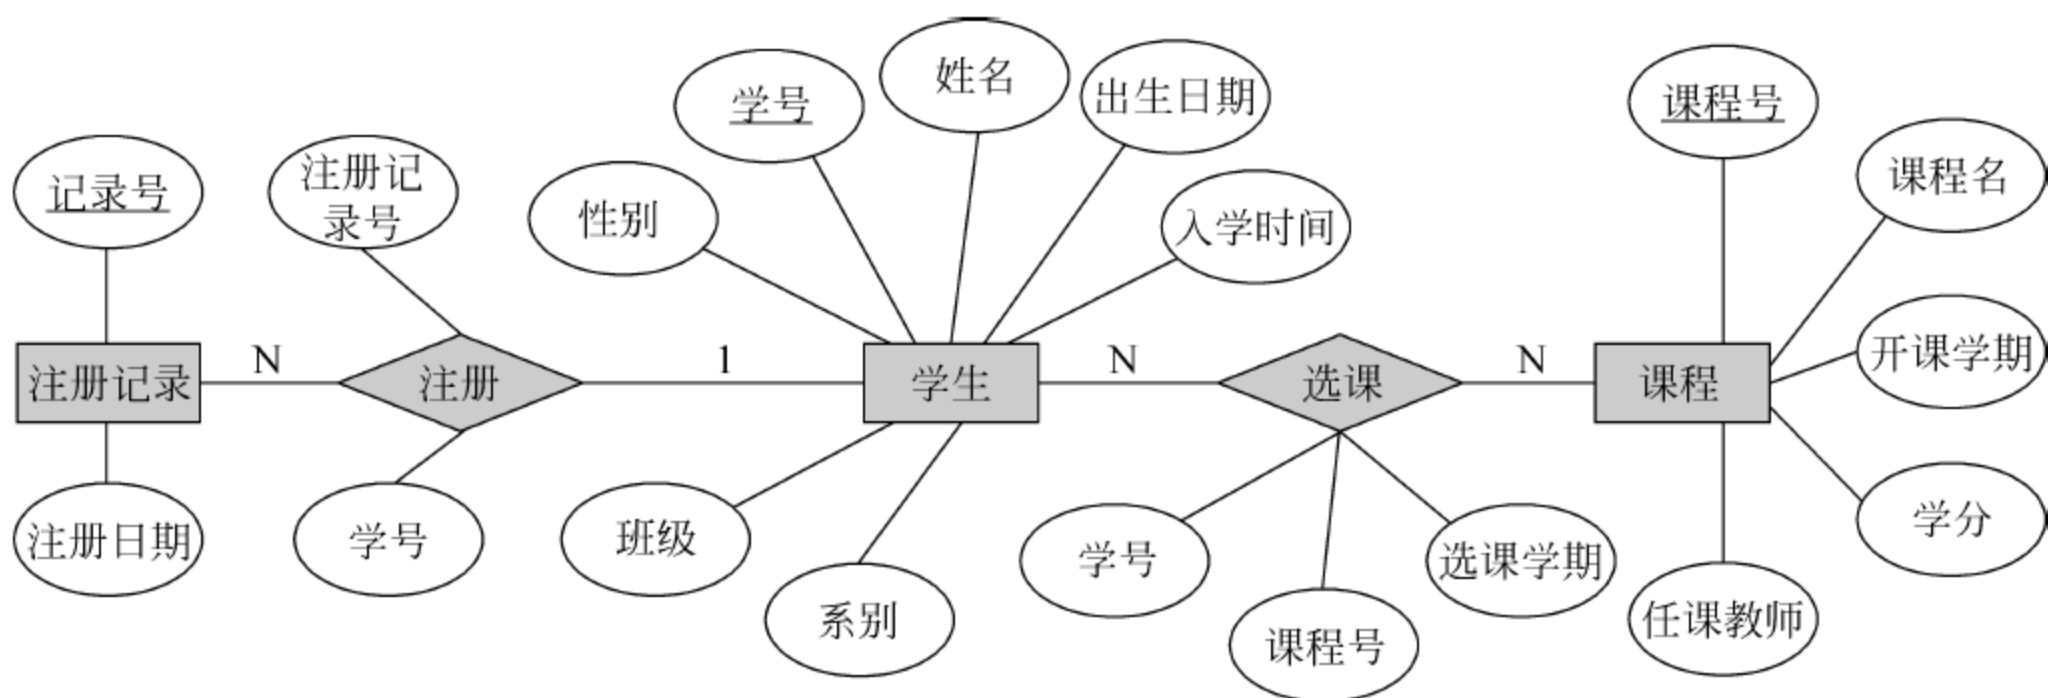 姓名
出生日期
学号
课程号
课程名
记录号
注册记
录号
性别
入学时间
开课学期
注册记录
N
注册
1
学生
N
选课
N
课程
学分
注册日期
学号
班级
学号
选课学期
系别
课程号
任课教师